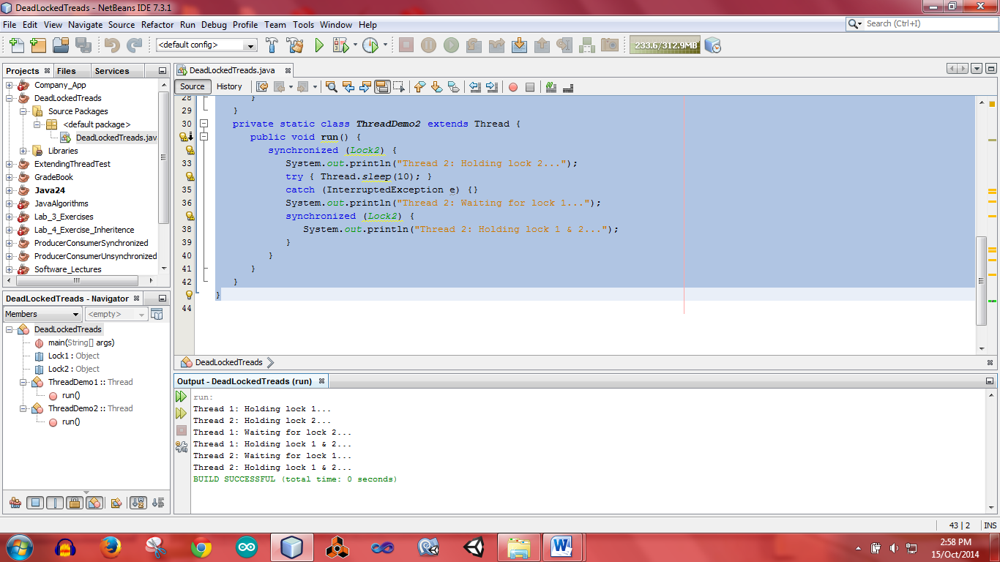 DeadLockedTreads - NetBeans IDE 7.3.1
File Edit View Navigate Source Refactor Run Debug Profile Team Tools Window Help
Search (Ctrl+I)
<default config>
233.6/312.9MB
Projects Files Services
Company_App
DeadLockedTreads
Source Packages
<default package>
DeadLockedTreads.jav
Libraries
ExtendingThreadTest
GradeBook
Java24
JavaAlgorithms
Lab_3_Exercises
Lab_4_Exercise_Inheritence
ProducerConsumerSynchronized
ProducerConsumerUnsynchronized
Software_Lectures
DeadLockedTreads - Navigator
Members <empty>
DeadLockedTreads
main(String[] args)
Lock1 : Object
Lock2 : Object
ThreadDemo1 :: Thread
run()
ThreadDemo2 :: Thread
run()
DeadLockedTreads.java
Source History
28 }
29 }
30 private static class ThreadDemo2 extends Thread {
public void run() {
synchronized (Lock2) {
33 System.out.println("Thread 2: Holding lock 2...");
try { Thread.sleep(10); }
35 catch (InterruptedException e) {}
36 System.out.println("Thread 2: Waiting for lock 1...");
synchronized (Lock2) {
38 System.out.println("Thread 2: Holding lock 1 & 2...");
39 }
40 }
41 }
42 }
}
44
DeadLockedTreads
Output - DeadLockedTreads (run)
run:
Thread 1: Holding lock 1...
Thread 2: Holding lock 2...
Thread 1: Waiting for lock 2...
Thread 1: Holding lock 1 & 2...
Thread 2: Waiting for lock 1...
Thread 2: Holding lock 1 & 2...
BUILD SUCCESSFUL (total time: 0 seconds)
43 | 2 INS
2:58 PM
15/Oct/2014